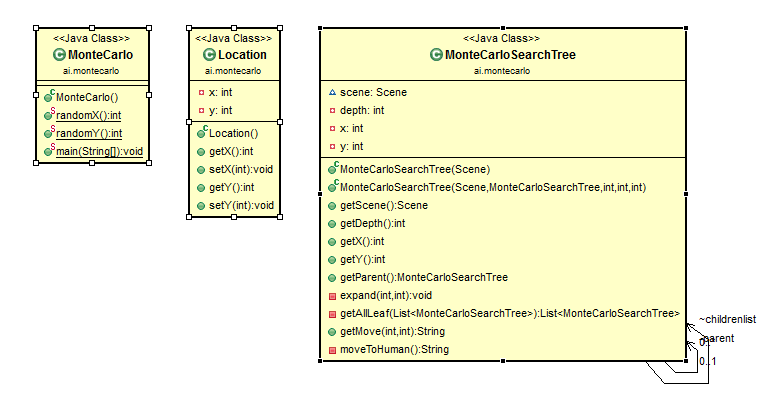 <<Java Class>>
MonteCarlo
ai.montecarlo
MonteCarlo()
randomX():int
randomY():int
main(String[]):void
<<Java Class>>
Location
ai.montecarlo
x: int
y: int
Location()
getX():int
setX(int):void
getY():int
setY(int):void
<<Java Class>>
MonteCarloSearchTree
ai.montecarlo
scene: Scene
depth: int
x: int
y: int
MonteCarloSearchTree(Scene)
MonteCarloSearchTree(Scene,MonteCarloSearchTree,int,int,int)
getScene():Scene
getDepth():int
getX():int
getY():int
getParent():MonteCarloSearchTree
expand(int,int):void
getAllLeaf(List<MonteCarloSearchTree>):List<MonteCarloSearchTree>
getMove(int,int):String
moveToHuman():String
~childrenlist
parent
0..1